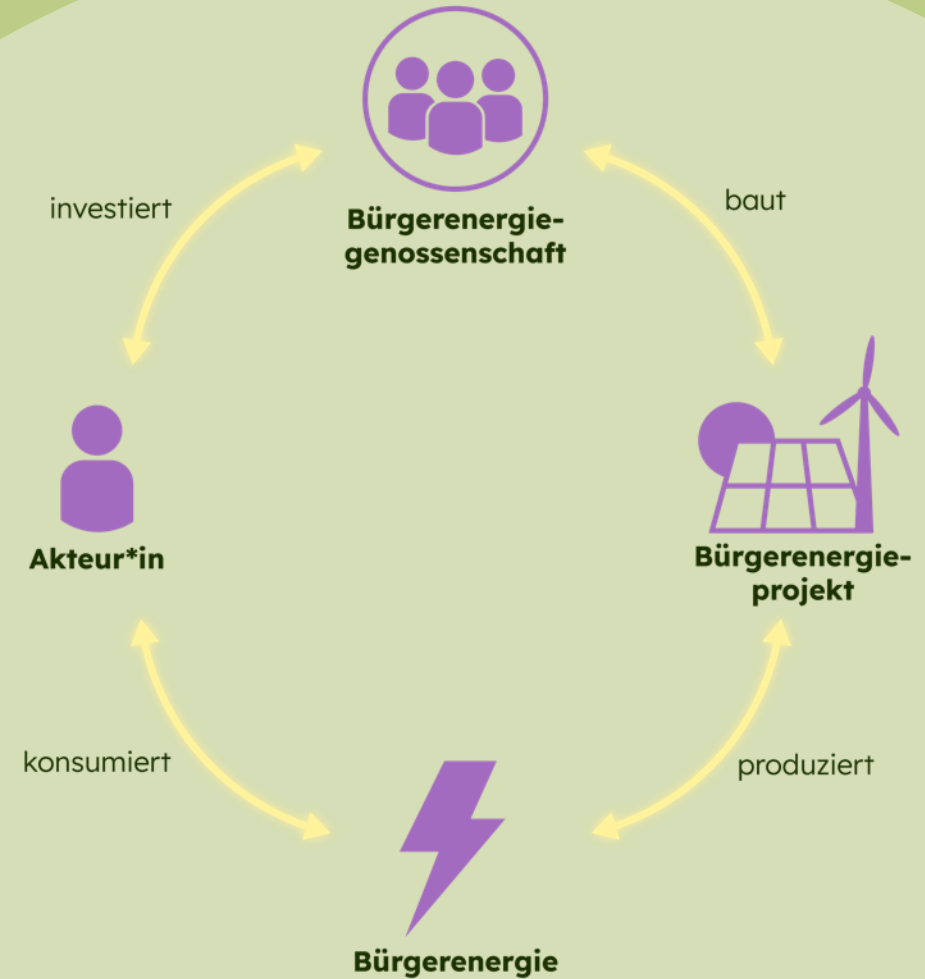 investiert
baut
Bürgerenergie-
genossenschaft
Akteur*in
Bürgerenergie-
projekt
konsumiert
produziert
Bürgerenergie